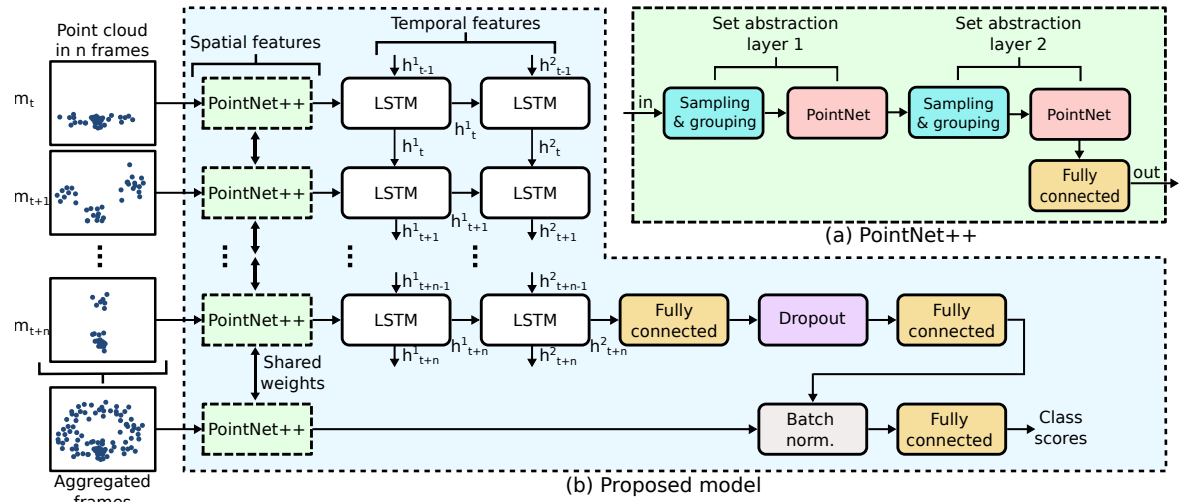 Point cloud
in n frames
Spatial features
Temporal features
Set abstraction
layer 1
Set abstraction
layer 2
h¹t-1
h²t-1
mt
PointNet++
LSTM
LSTM
h¹t
in
Sampling
& grouping
PointNet
Sampling
& grouping
PointNet
h¹t
h²t
Fully
connected
out
(a) PointNet++
mt+1
PointNet++
LSTM
LSTM
h¹t+1
h¹t+1
h²t+1
h¹t+n-1
h²t+n-1
mt+n
PointNet++
LSTM
LSTM
Fully
connected
Dropout
Fully
connected
h¹t+n
h²t+n
h¹t+n
h²t+n
Shared
weights
PointNet++
Batch
norm.
Fully
connected
Class
scores
Aggregated
frames
(b) Proposed model